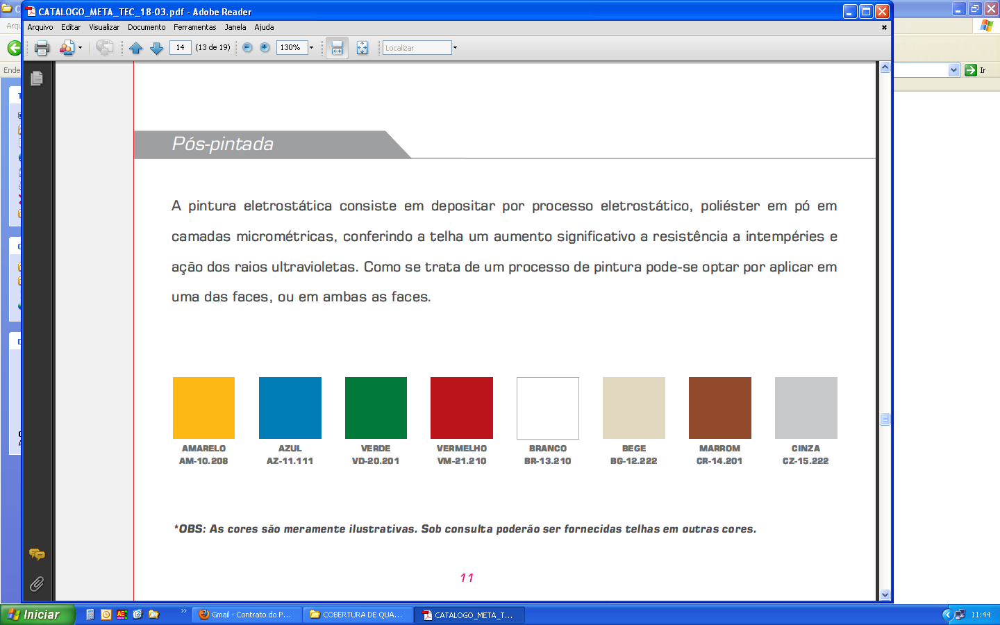 CATALOGO_META_TEC_18-03.pdf - Adobe Reader
Arquivo Editar Visualizar Documento Ferramentas Janela Ajuda
14 (13 de 19) 130% Localizar
Ir
Pós-pintada
A pintura eletrostática consiste em depositar por processo eletrostático, poliéster em pó em
camadas micrométricas, conferindo a telha um aumento significativo a resistência a intempéries e
ação dos raios ultravioletas. Como se trata de um processo de pintura pode-se optar por aplicar em
uma das faces, ou em ambas as faces.
AMARELO AZUL VERDE VERMELHO BRANCO BEGE MARROM CINZA
AM-10.208 AZ-11.111 VD-20.201 VM-21.210 BR-13.210 BG-12.222 CR-14.201 CZ-15.222
*OBS: As cores são meramente ilustrativas. Sob consulta poderão ser fornecidas telhas em outras cores.
11
Iniciar Gmail - Contrato do P... COBERTURA DE QUA... CATALOGO_META_T... 11:44